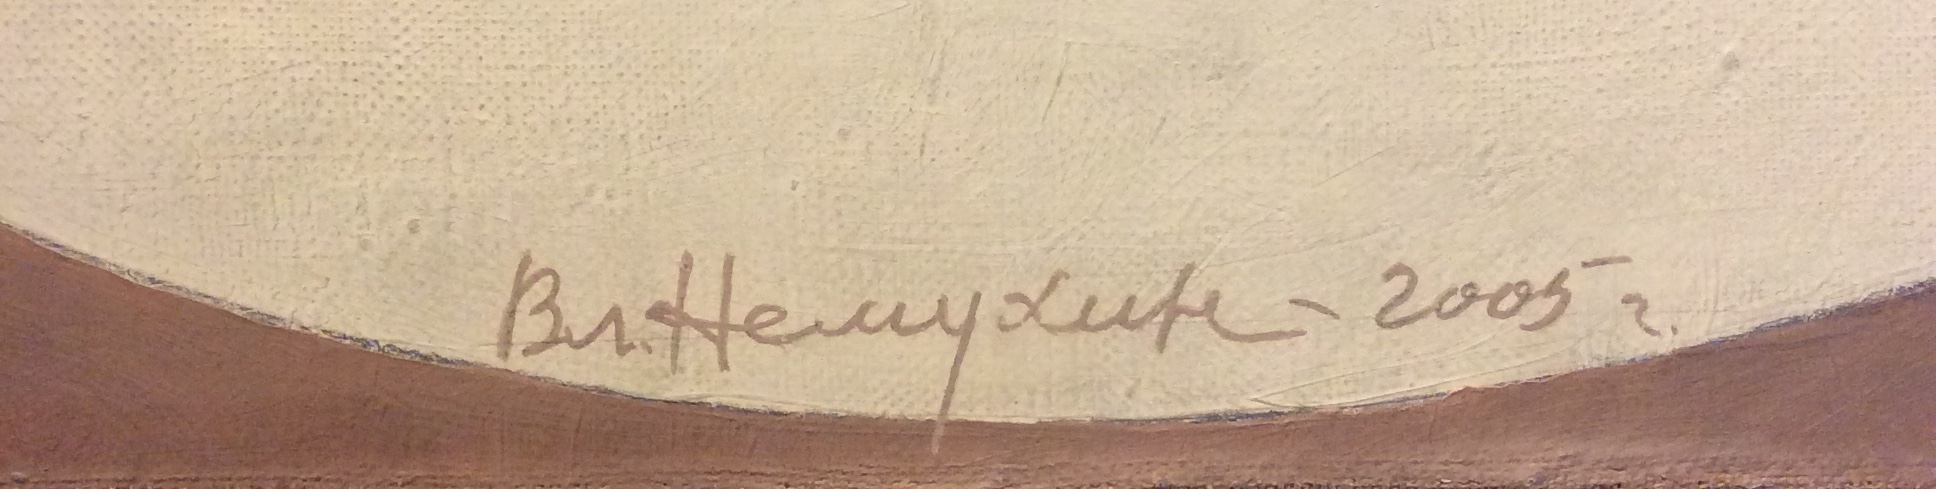 Вл. Немухин - 2005 г.